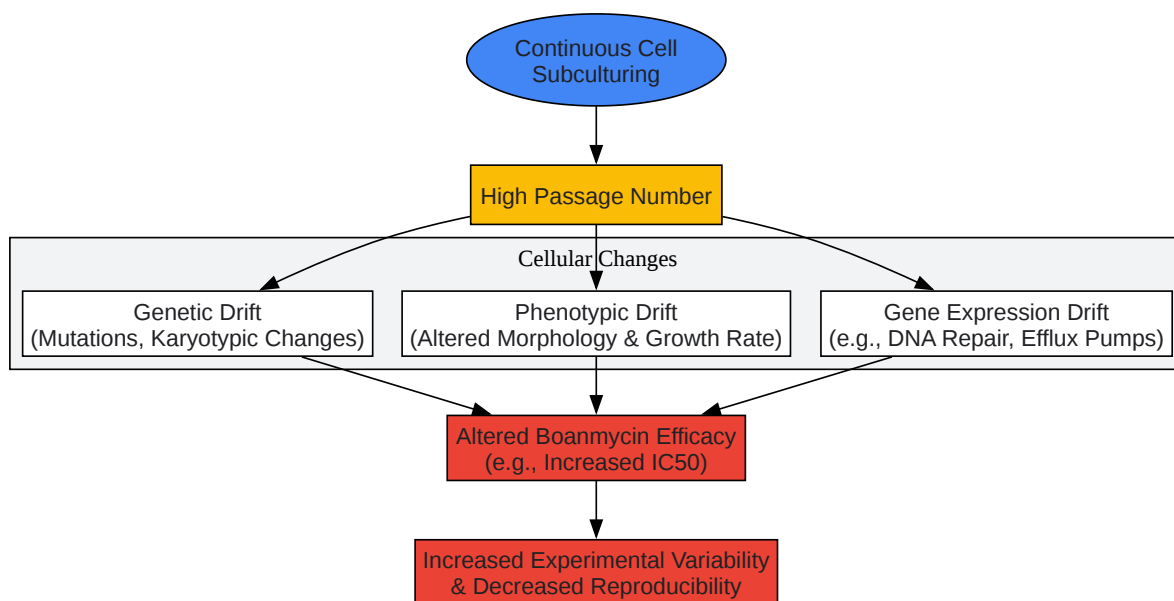 Continuous Cell
Subculturing
High Passage Number
Cellular Changes
Genetic Drift
(Mutations, Karyotypic Changes)
Phenotypic Drift
(Altered Morphology & Growth Rate)
Gene Expression Drift
(e.g., DNA Repair, Efflux Pumps)
Altered Boanmycin Efficacy
(e.g., Increased IC50)
Increased Experimental Variability
& Decreased Reproducibility